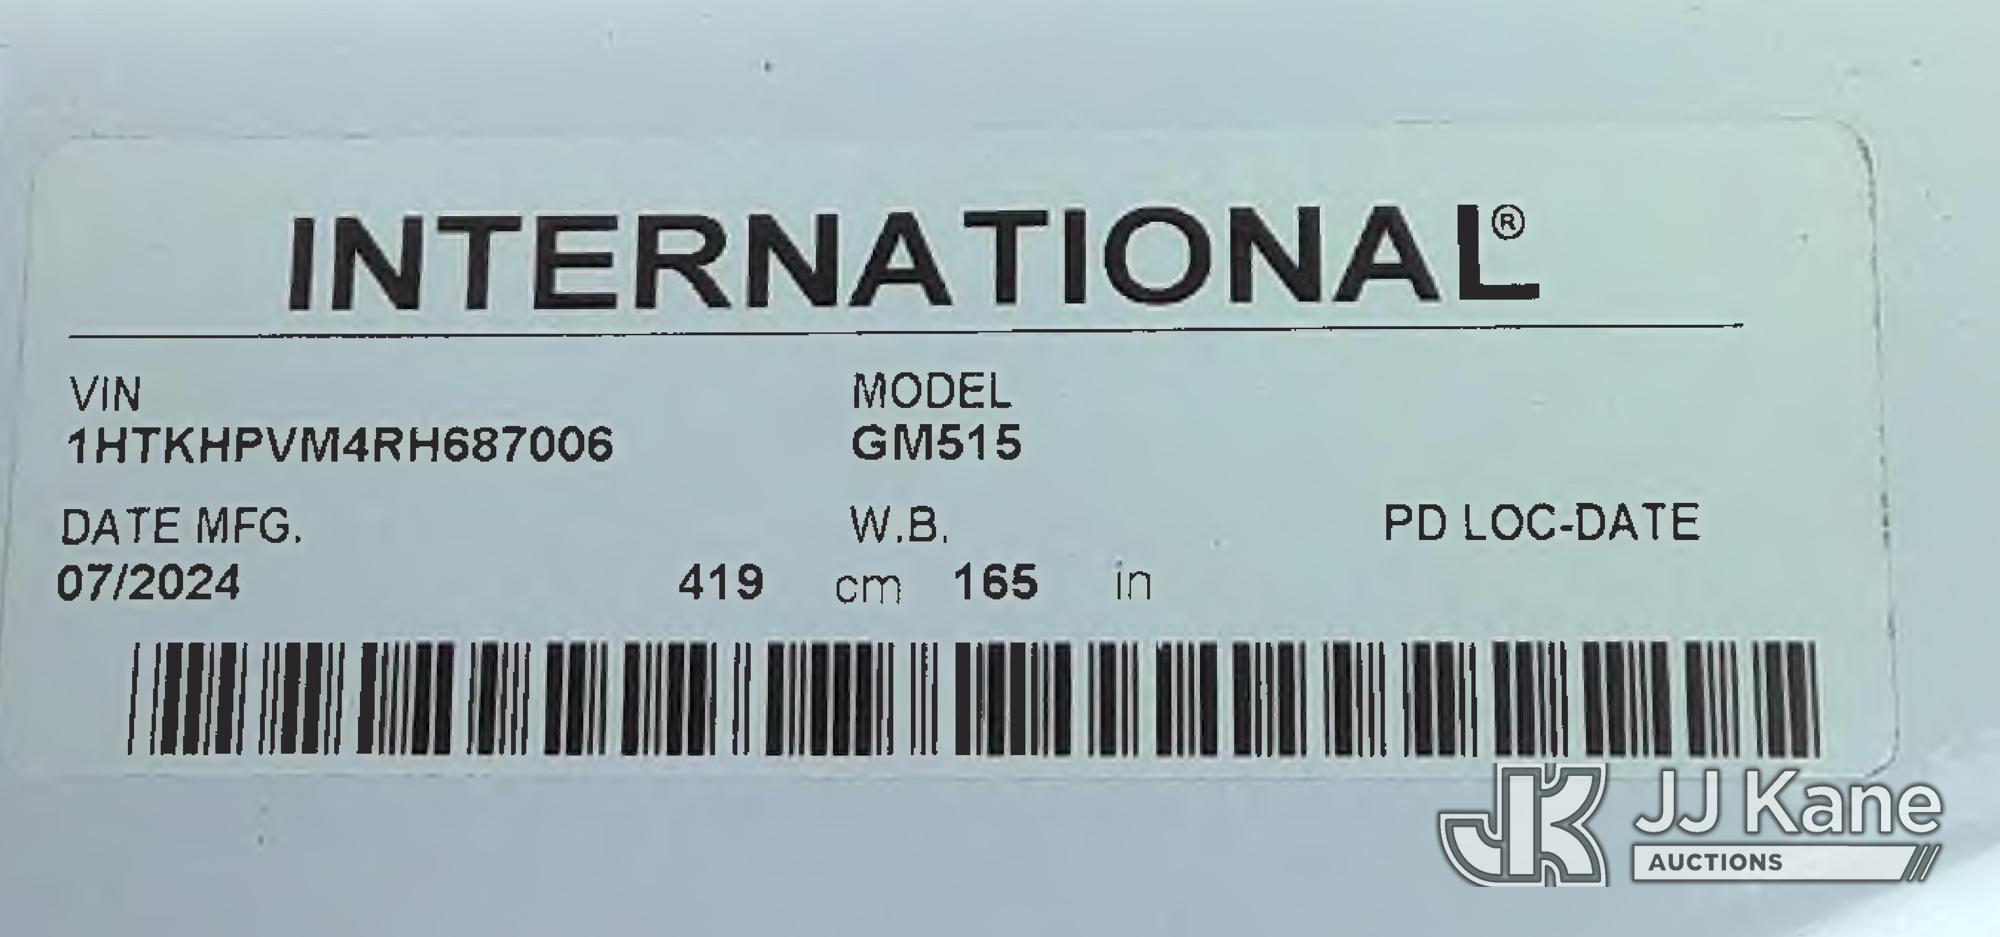 INTERNATIONAL®
VIN MODEL
1HTKHPVM4RH687006 GM515
DATE MFG. W.B. PD LOC-DATE
07/2024 419 cm 165 in
JK JJ Kane
AUCTIONS